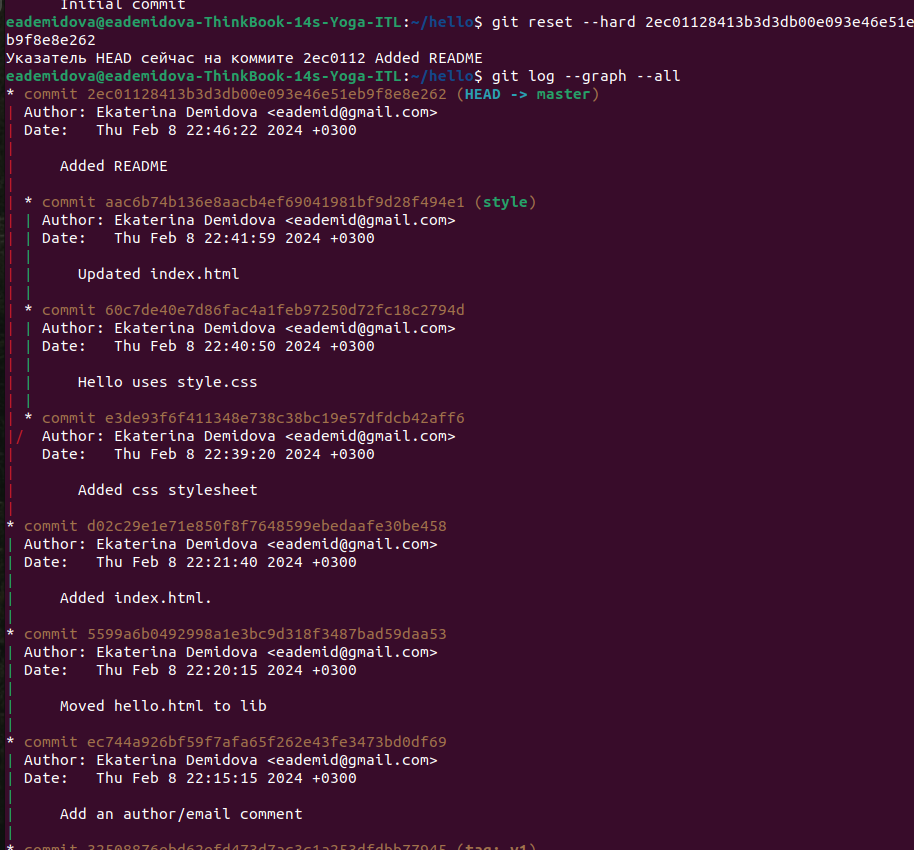 Initial commit
eademidova@eademidova-ThinkBook-14s-Yoga-ITL:~/hello$ git reset --hard 2ec01128413b3d3db00e093e46e51e
b9f8e8e262
Указатель HEAD сейчас на коммите 2ec0112 Added README
eademidova@eademidova-ThinkBook-14s-Yoga-ITL:~/hello$ git log --graph --all
* commit 2ec01128413b3d3db00e093e46e51eb9f8e8e262 (HEAD -> master)
| Author: Ekaterina Demidova <eademid@gmail.com>
| Date:   Thu Feb 8 22:46:22 2024 +0300
|
|     Added README
|
| * commit aac6b74b136e8aacb4ef69041981bf9d28f494e1 (style)
| | Author: Ekaterina Demidova <eademid@gmail.com>
| | Date:   Thu Feb 8 22:41:59 2024 +0300
| |
| |     Updated index.html
| |
| * commit 60c7de40e7d86fac4a1feb97250d72fc18c2794d
| | Author: Ekaterina Demidova <eademid@gmail.com>
| | Date:   Thu Feb 8 22:40:50 2024 +0300
| |
| |     Hello uses style.css
| |
| * commit e3de93f6f411348e738c38bc19e57dfdcb42aff6
|/  Author: Ekaterina Demidova <eademid@gmail.com>
|   Date:   Thu Feb 8 22:39:20 2024 +0300
|
|       Added css stylesheet
|
* commit d02c29e1e71e850f8f7648599ebedaafe30be458
| Author: Ekaterina Demidova <eademid@gmail.com>
| Date:   Thu Feb 8 22:21:40 2024 +0300
|
|     Added index.html.
|
* commit 5599a6b0492998a1e3bc9d318f3487bad59daa53
| Author: Ekaterina Demidova <eademid@gmail.com>
| Date:   Thu Feb 8 22:20:15 2024 +0300
|
|     Moved hello.html to lib
|
* commit ec744a926bf59f7afa65f262e43fe3473bd0df69
| Author: Ekaterina Demidova <eademid@gmail.com>
| Date:   Thu Feb 8 22:15:15 2024 +0300
|
|     Add an author/email comment
|
* commit (tag: v1)